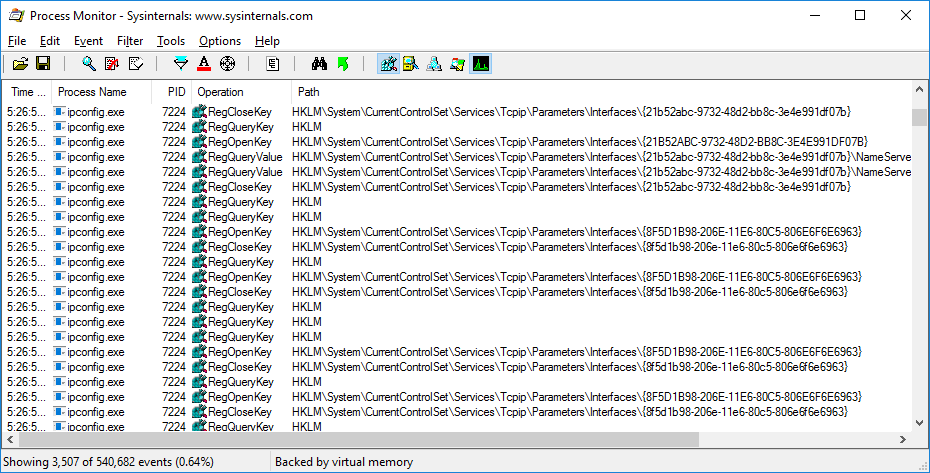 Process Monitor - Sysinternals: www.sysinternals.com
File Edit Event Filter Tools Options Help
Time ... Process Name PID Operation Path
5:26:5... ipconfig.exe 7224 RegCloseKey HKLM\System\CurrentControlSet\Services\Tcpip\Parameters\Interfaces\{21b52abc-9732-48d2-bb8c-3e4e991df07b}
5:26:5... ipconfig.exe 7224 RegQueryKey HKLM
5:26:5... ipconfig.exe 7224 RegOpenKey HKLM\System\CurrentControlSet\Services\Tcpip\Parameters\Interfaces\{21B52ABC-9732-48D2-BB8C-3E4E991DF07B}
5:26:5... ipconfig.exe 7224 RegQueryValue HKLM\System\CurrentControlSet\Services\Tcpip\Parameters\Interfaces\{21b52abc-9732-48d2-bb8c-3e4e991df07b}\NameServe
5:26:5... ipconfig.exe 7224 RegQueryValue HKLM\System\CurrentControlSet\Services\Tcpip\Parameters\Interfaces\{21b52abc-9732-48d2-bb8c-3e4e991df07b}\NameServe
5:26:5... ipconfig.exe 7224 RegCloseKey HKLM\System\CurrentControlSet\Services\Tcpip\Parameters\Interfaces\{21b52abc-9732-48d2-bb8c-3e4e991df07b}
5:26:5... ipconfig.exe 7224 RegQueryKey HKLM
5:26:5... ipconfig.exe 7224 RegQueryKey HKLM
5:26:5... ipconfig.exe 7224 RegOpenKey HKLM\System\CurrentControlSet\Services\Tcpip\Parameters\Interfaces\{8F5D1B98-206E-11E6-80C5-806E6F6E6963}
5:26:5... ipconfig.exe 7224 RegCloseKey HKLM\System\CurrentControlSet\Services\Tcpip\Parameters\Interfaces\{8f5d1b98-206e-11e6-80c5-806e6f6e6963}
5:26:5... ipconfig.exe 7224 RegQueryKey HKLM
5:26:5... ipconfig.exe 7224 RegOpenKey HKLM\System\CurrentControlSet\Services\Tcpip\Parameters\Interfaces\{8F5D1B98-206E-11E6-80C5-806E6F6E6963}
5:26:5... ipconfig.exe 7224 RegCloseKey HKLM\System\CurrentControlSet\Services\Tcpip\Parameters\Interfaces\{8f5d1b98-206e-11e6-80c5-806e6f6e6963}
5:26:5... ipconfig.exe 7224 RegQueryKey HKLM
5:26:5... ipconfig.exe 7224 RegQueryKey HKLM
5:26:5... ipconfig.exe 7224 RegQueryKey HKLM
5:26:5... ipconfig.exe 7224 RegOpenKey HKLM\System\CurrentControlSet\Services\Tcpip\Parameters\Interfaces\{8F5D1B98-206E-11E6-80C5-806E6F6E6963}
5:26:5... ipconfig.exe 7224 RegCloseKey HKLM\System\CurrentControlSet\Services\Tcpip\Parameters\Interfaces\{8f5d1b98-206e-11e6-80c5-806e6f6e6963}
5:26:5... ipconfig.exe 7224 RegQueryKey HKLM
5:26:5... ipconfig.exe 7224 RegOpenKey HKLM\System\CurrentControlSet\Services\Tcpip\Parameters\Interfaces\{8F5D1B98-206E-11E6-80C5-806E6F6E6963}
5:26:5... ipconfig.exe 7224 RegCloseKey HKLM\System\CurrentControlSet\Services\Tcpip\Parameters\Interfaces\{8f5d1b98-206e-11e6-80c5-806e6f6e6963}
5:26:5... ipconfig.exe 7224 RegQueryKey HKLM
Showing 3,507 of 540,682 events (0.64%) Backed by virtual memory